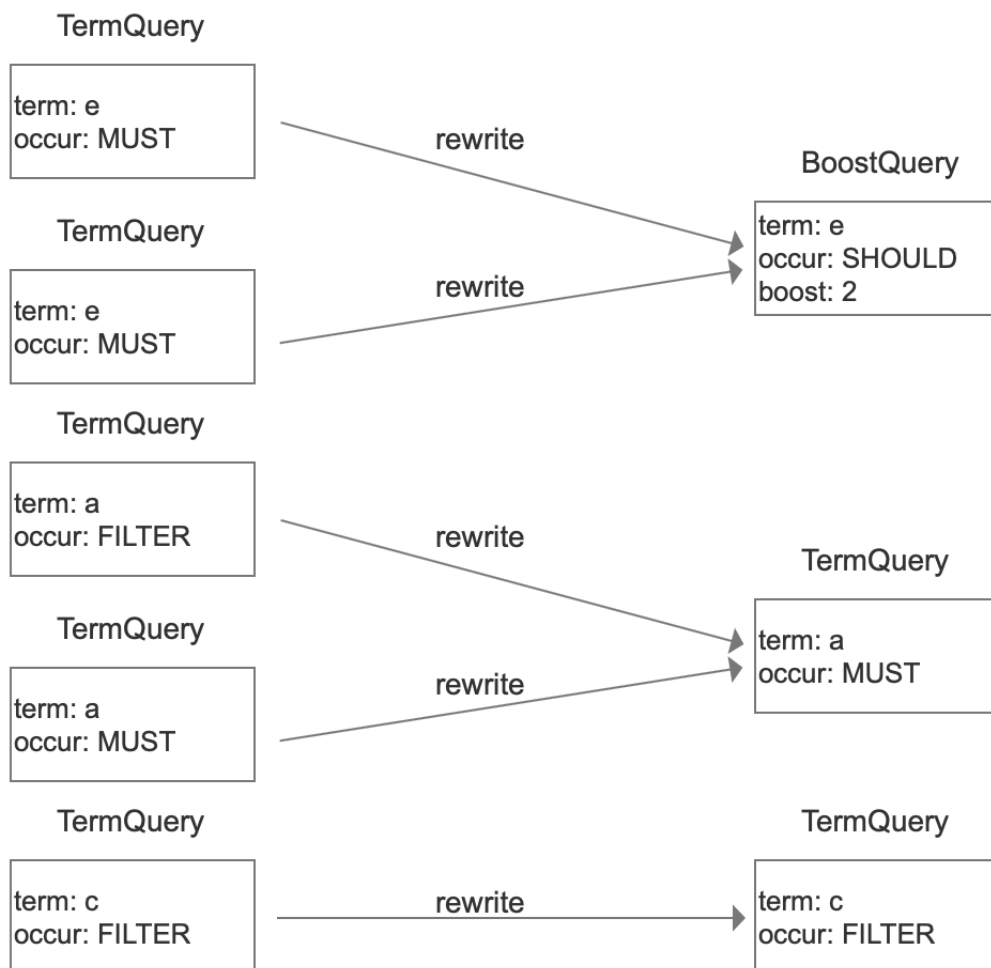 TermQuery
term: e
occur: MUST
rewrite
TermQuery
term: e
occur: MUST
rewrite
BoostQuery
term: e
occur: SHOULD
boost: 2
TermQuery
term: a
occur: FILTER
rewrite
TermQuery
term: a
occur: MUST
rewrite
TermQuery
term: a
occur: MUST
TermQuery
term: c
occur: FILTER
rewrite
TermQuery
term: c
occur: FILTER